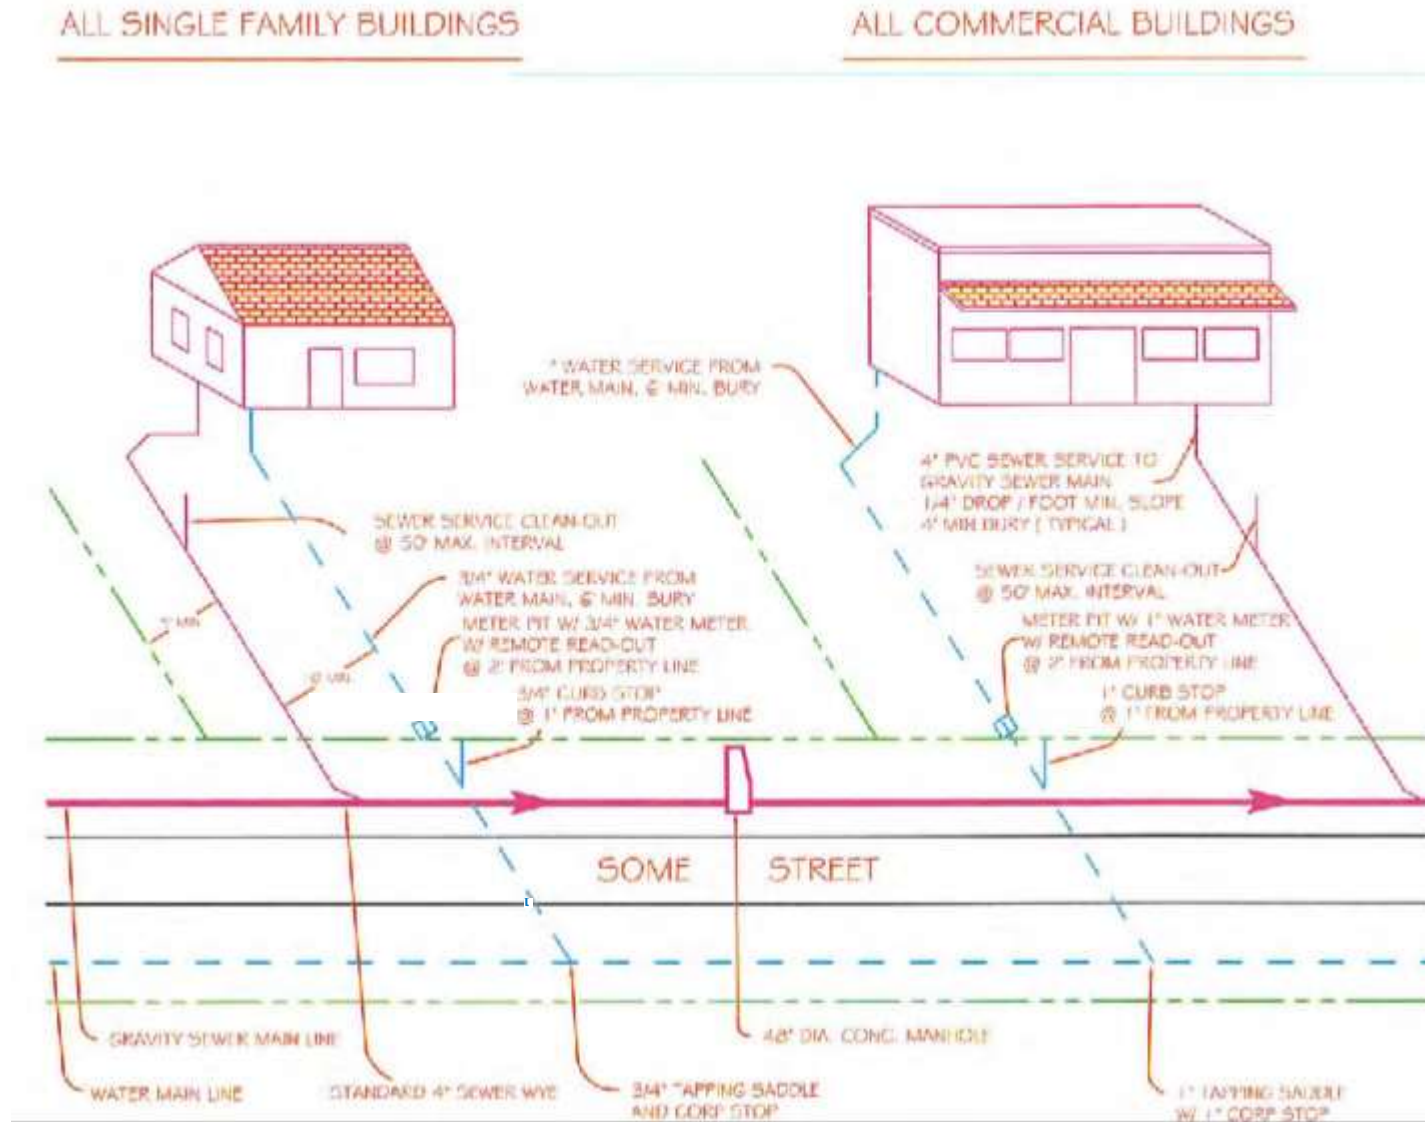 ALL SINGLE FAMILY BUILDINGS
ALL COMMERCIAL BUILDINGS
" WATER SERVICE FROM
WATER MAIN, 6' MIN. BURY
4" PVC SEWER SERVICE TO
GRAVITY SEWER MAIN
1/4" DROP / FOOT MIN. SLOPE
4' MIN BURY ( TYPICAL )
SEWER SERVICE CLEAN-OUT
@ 50' MAX. INTERVAL
SEWER SERVICE CLEAN-OUT
@ 50' MAX. INTERVAL
3/4" WATER SERVICE FROM
WATER MAIN, 6' MIN. BURY
METER PIT W/ 3/4" WATER METER
W/ REMOTE READ-OUT
@ 2' FROM PROPERTY LINE
METER PIT W/ 1" WATER METER
W/ REMOTE READ-OUT
@ 2' FROM PROPERTY LINE
MIN
MIN
3/4" CURB STOP
@ 1' FROM PROPERTY LINE
1" CURB STOP
@ 1' FROM PROPERTY LINE
SOME STREET
GRAVITY SEWER MAIN LINE
48" DIA. CONC. MANHOLE
WATER MAIN LINE
STANDARD 4" SEWER WYE
3/4" TAPPING SADDLE
AND CORP STOP
1" TAPPING SADDLE
W/ 1" CORP STOP